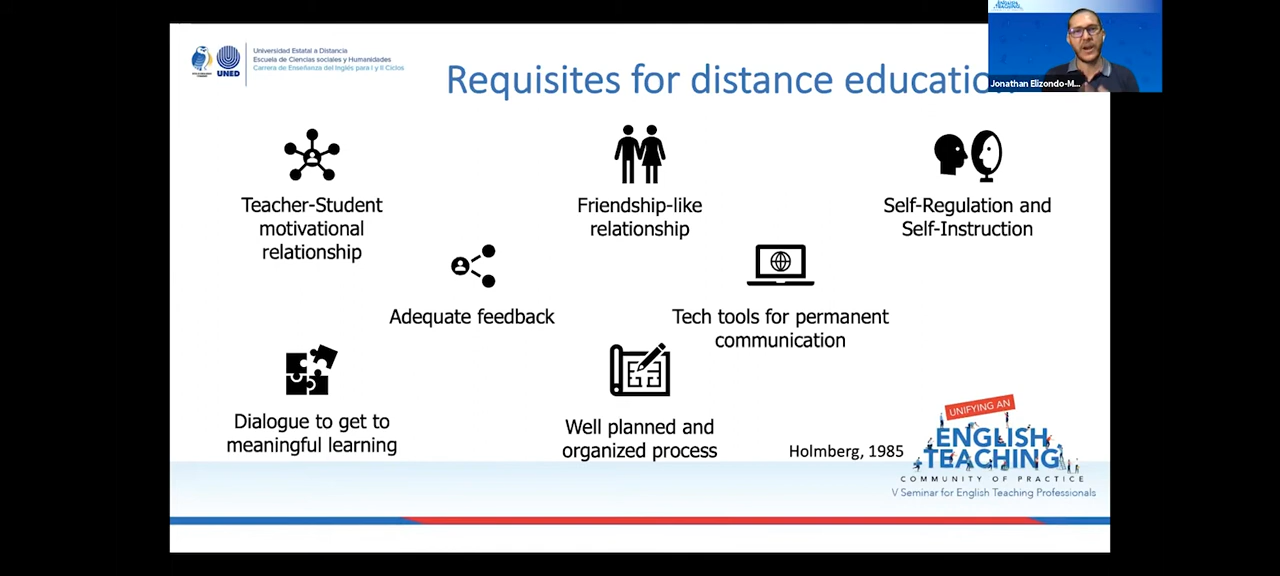 ENGLISH
TEACHING
Universidad Estatal a Distancia
Escuela de Ciencias sociales y Humanidades
Carrera de Enseñanza del Inglés para I y II Ciclos
UNED
Requisites for distance education
Jonathan Elizondo-M...
Teacher-Student
motivational
relationship
Friendship-like
relationship
Self-Regulation and
Self-Instruction
Adequate feedback
Tech tools for permanent
communication
Dialogue to get to
meaningful learning
Well planned and
organized process
Holmberg, 1985
UNIFYING AN
ENGLISH
TEACHING
COMMUNITY OF PRACTICE
V Seminar for English Teaching Professionals